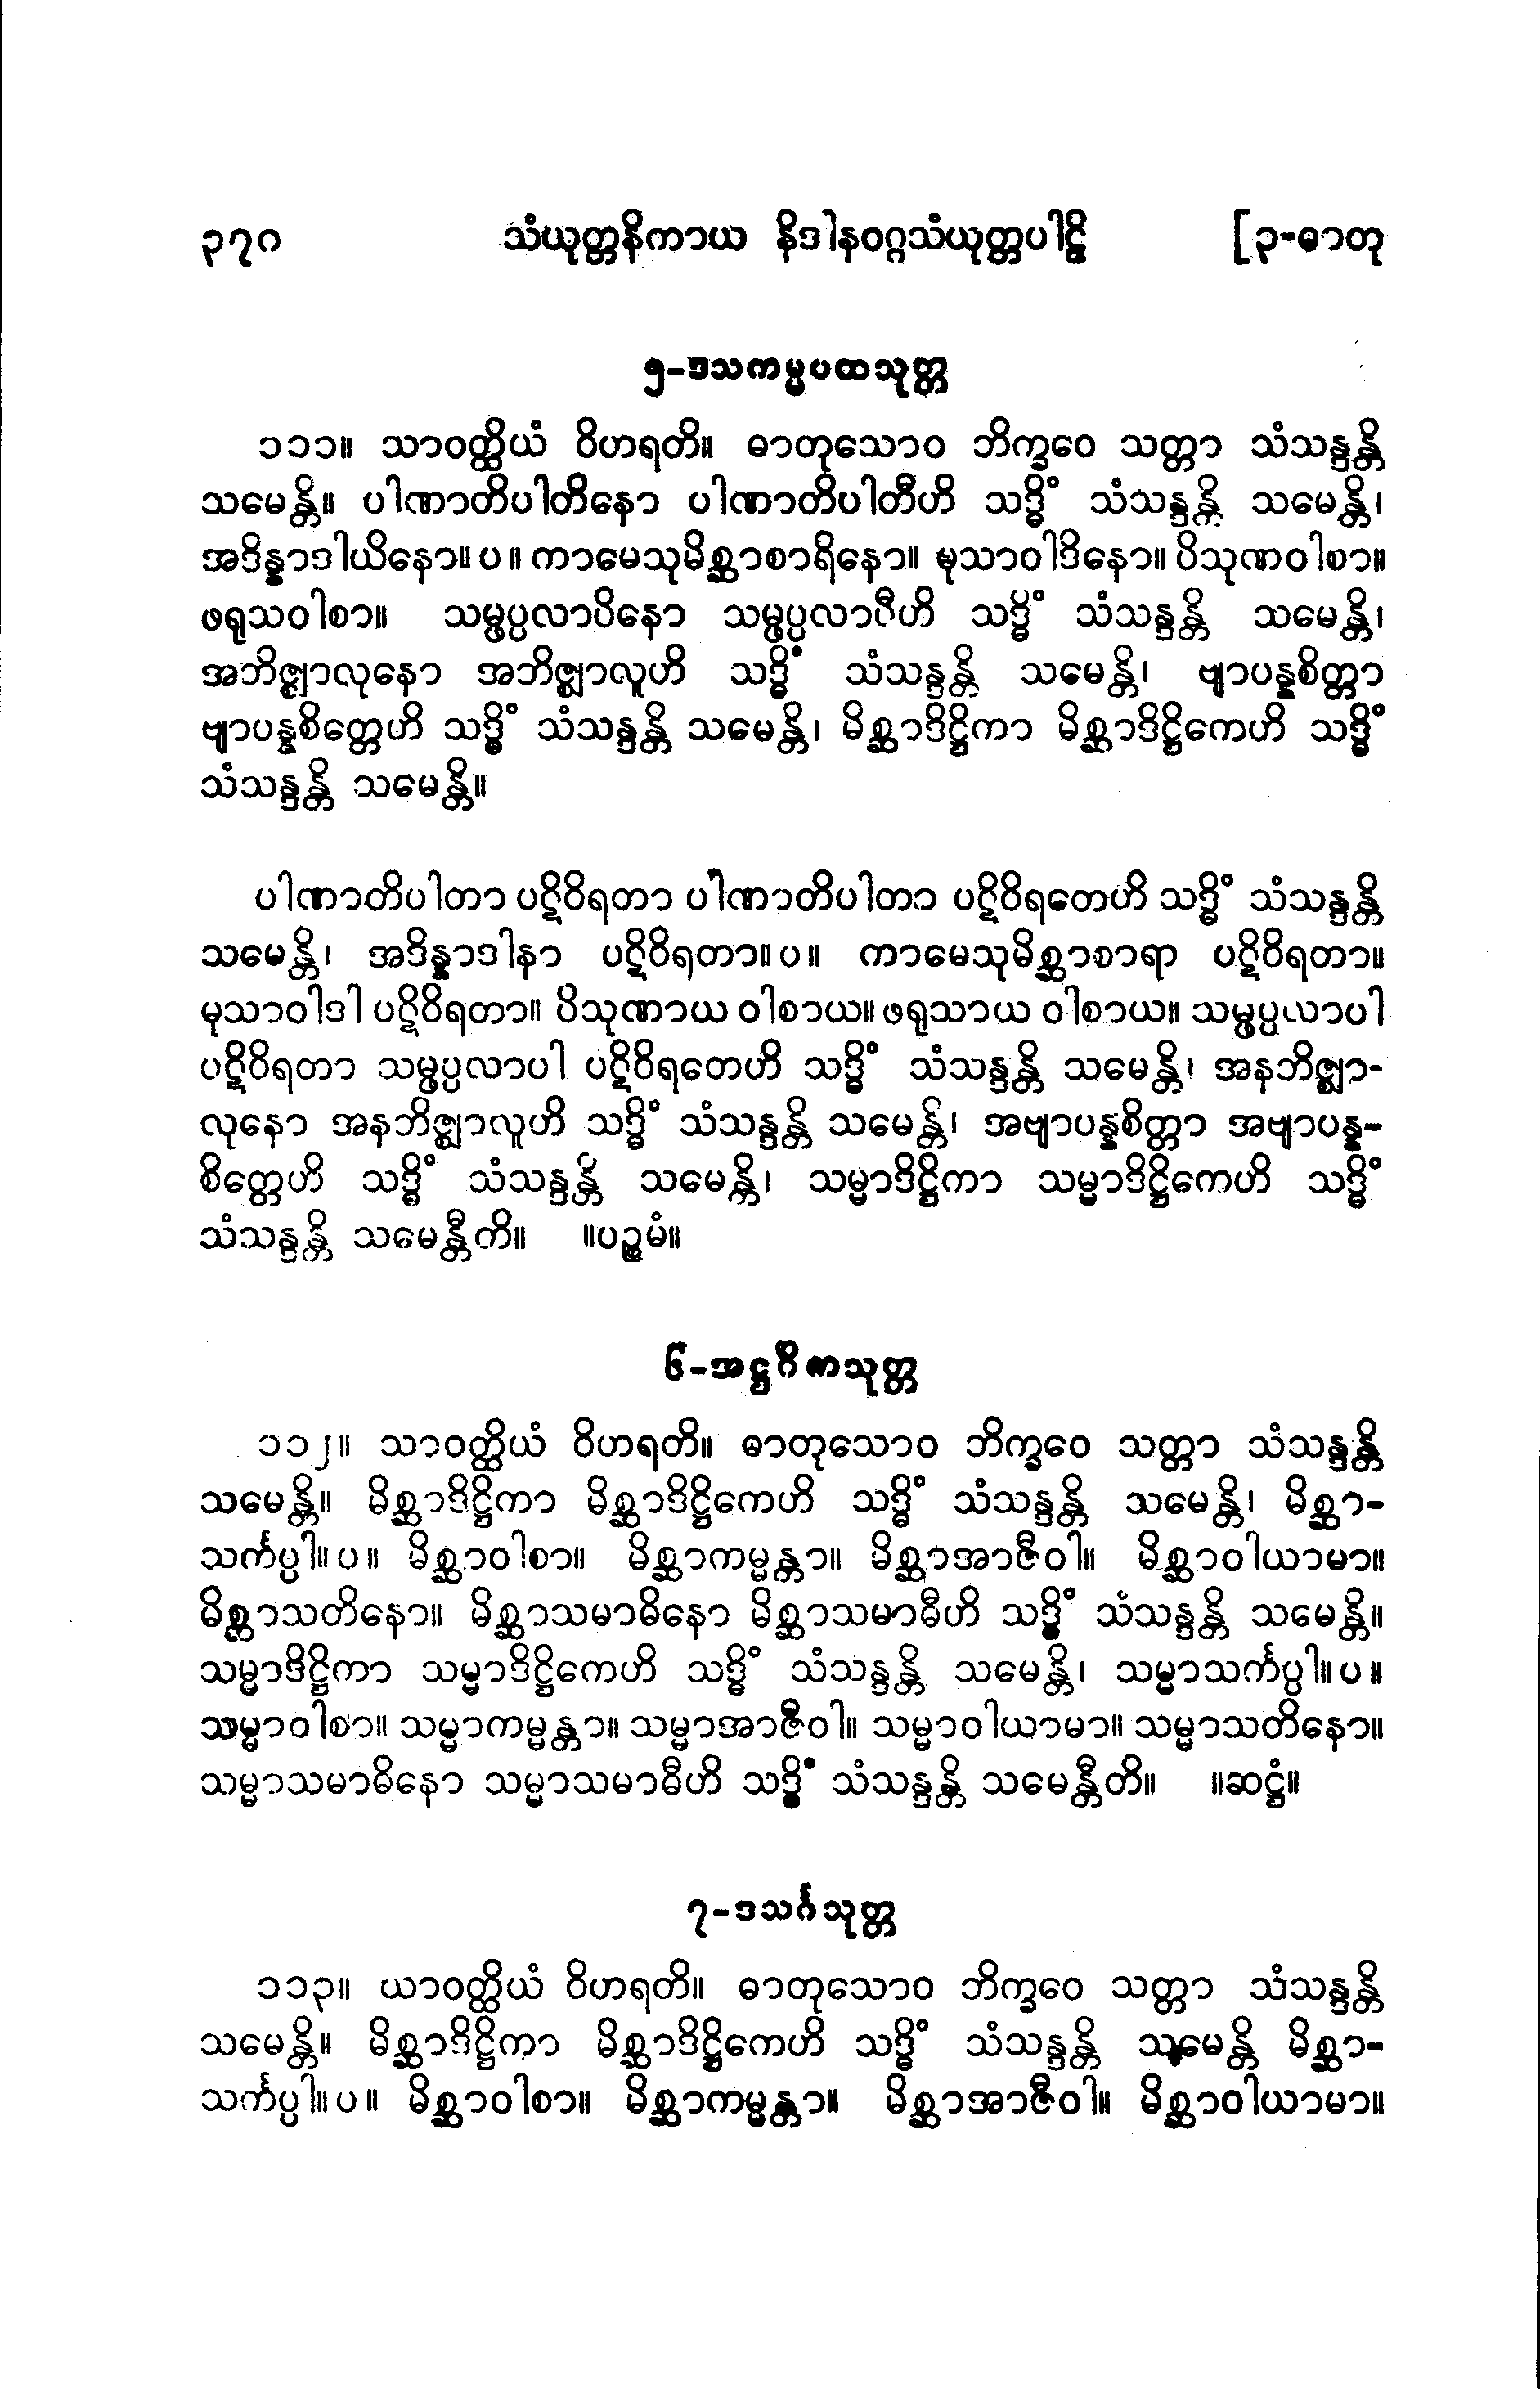 ၃၇၀ သံယုတ္တနိကာယ နိဒါနဝဂ္ဂသံယုတ္တပါဠိ [၃-ဓာတု
၅-ဒသကမ္မပထသုတ္တ
၁၁၁။ သာဝတ္ထိယံ ဝိဟရတိ။ ဓာတုသောဝ ဘိက္ခဝေ သတ္တာ သံသန္ဒန္တိ
သမေန္တိ။ ပါဏာတိပါတိနော ပါဏာတိပါတီဟိ သဒ္ဓိံ သံသန္ဒန္တိ သမေန္တိ၊
အဒိန္နာဒါယိနော။ပ။ ကာမေသုမိစ္ဆာစာရိနော။ မုသာဝါဒိနော။ ပိသုဏဝါစာ။
ဖရုသဝါစာ။ သမ္ဖပ္ပလာပိနော သမ္ဖပ္ပလာပီဟိ သဒ္ဓိံ သံသန္ဒန္တိ သမေန္တိ၊
အဘိဇ္ဈာလုနော အဘိဇ္ဈာလူဟိ သဒ္ဓိံ သံသန္ဒန္တိ သမေန္တိ၊ ဗျာပန္နစိတ္တာ
ဗျာပန္နစိတ္တေဟိ သဒ္ဓိံ သံသန္ဒန္တိ သမေန္တိ၊ မိစ္ဆာဒိဋ္ဌိကာ မိစ္ဆာဒိဋ္ဌိကေဟိ သဒ္ဓိံ
သံသန္ဒန္တိ သမေန္တိ။
ပါဏာတိပါတာ ပဋိဝိရတာ ပါဏာတိပါတာ ပဋိဝိရတေဟိ သဒ္ဓိံ သံသန္ဒန္တိ
သမေန္တိ၊ အဒိန္နာဒါနာ ပဋိဝိရတာ။ပ။ ကာမေသုမိစ္ဆာစာရာ ပဋိဝိရတာ။
မုသာဝါဒါ ပဋိဝိရတာ။ ပိသုဏာယ ဝါစာယ။ ဖရုသာယ ဝါစာယ။ သမ္ဖပ္ပလာပါ
ပဋိဝိရတာ သမ္ဖပ္ပလာပါ ပဋိဝိရတေဟိ သဒ္ဓိံ သံသန္ဒန္တိ သမေန္တိ၊ အနဘိဇ္ဈာ-
လုနော အနဘိဇ္ဈာလူဟိ သဒ္ဓိံ သံသန္ဒန္တိ သမေန္တိ၊ အဗျာပန္နစိတ္တာ အဗျာပန္န-
စိတ္တေဟိ သဒ္ဓိံ သံသန္ဒန္တိ သမေန္တိ၊ သမ္မာဒိဋ္ဌိကာ သမ္မာဒိဋ္ဌိကေဟိ သဒ္ဓိံ
သံသန္ဒန္တိ သမေန္တီတိ။ ။ပဉ္စမံ။
၆-အဋ္ဌင်္ဂိကသုတ္တ
၁၁၂။ သာဝတ္ထိယံ ဝိဟရတိ။ ဓာတုသောဝ ဘိက္ခဝေ သတ္တာ သံသန္ဒန္တိ
သမေန္တိ။ မိစ္ဆာဒိဋ္ဌိကာ မိစ္ဆာဒိဋ္ဌိကေဟိ သဒ္ဓိံ သံသန္ဒန္တိ သမေန္တိ၊ မိစ္ဆာ-
သင်္ကပ္ပါ။ပ။ မိစ္ဆာဝါစာ။ မိစ္ဆာကမ္မန္တာ။ မိစ္ဆာအာဇီဝါ။ မိစ္ဆာဝါယာမာ။
မိစ္ဆာသတိနော။ မိစ္ဆာသမာဓိနော မိစ္ဆာသမာဓီဟိ သဒ္ဓိံ သံသန္ဒန္တိ သမေန္တိ။
သမ္မာဒိဋ္ဌိကာ သမ္မာဒိဋ္ဌိကေဟိ သဒ္ဓိံ သံသန္ဒန္တိ သမေန္တိ၊ သမ္မာသင်္ကပ္ပါ။ပ။
သမ္မာဝါစာ။ သမ္မာကမ္မန္တာ။ သမ္မာအာဇီဝါ။ သမ္မာဝါယာမာ။ သမ္မာသတိနော။
သမ္မာသမာဓိနော သမ္မာသမာဓီဟိ သဒ္ဓိံ သံသန္ဒန္တိ သမေန္တီတိ။ ။ဆဋ္ဌံ။
၇-ဒသင်္ဂသုတ္တ
၁၁၃။ ယာဝတ္ထိယံ ဝိဟရတိ။ ဓာတုသောဝ ဘိက္ခဝေ သတ္တာ သံသန္ဒန္တိ
သမေန္တိ။ မိစ္ဆာဒိဋ္ဌိကာ မိစ္ဆာဒိဋ္ဌိကေဟိ သဒ္ဓိံ သံသန္ဒန္တိ သမေန္တိ မိစ္ဆာ-
သင်္ကပ္ပါ။ပ။ မိစ္ဆာဝါစာ။ မိစ္ဆာကမ္မန္တာ။ မိစ္ဆာအာဇီဝါ။ မိစ္ဆာဝါယာမာ။